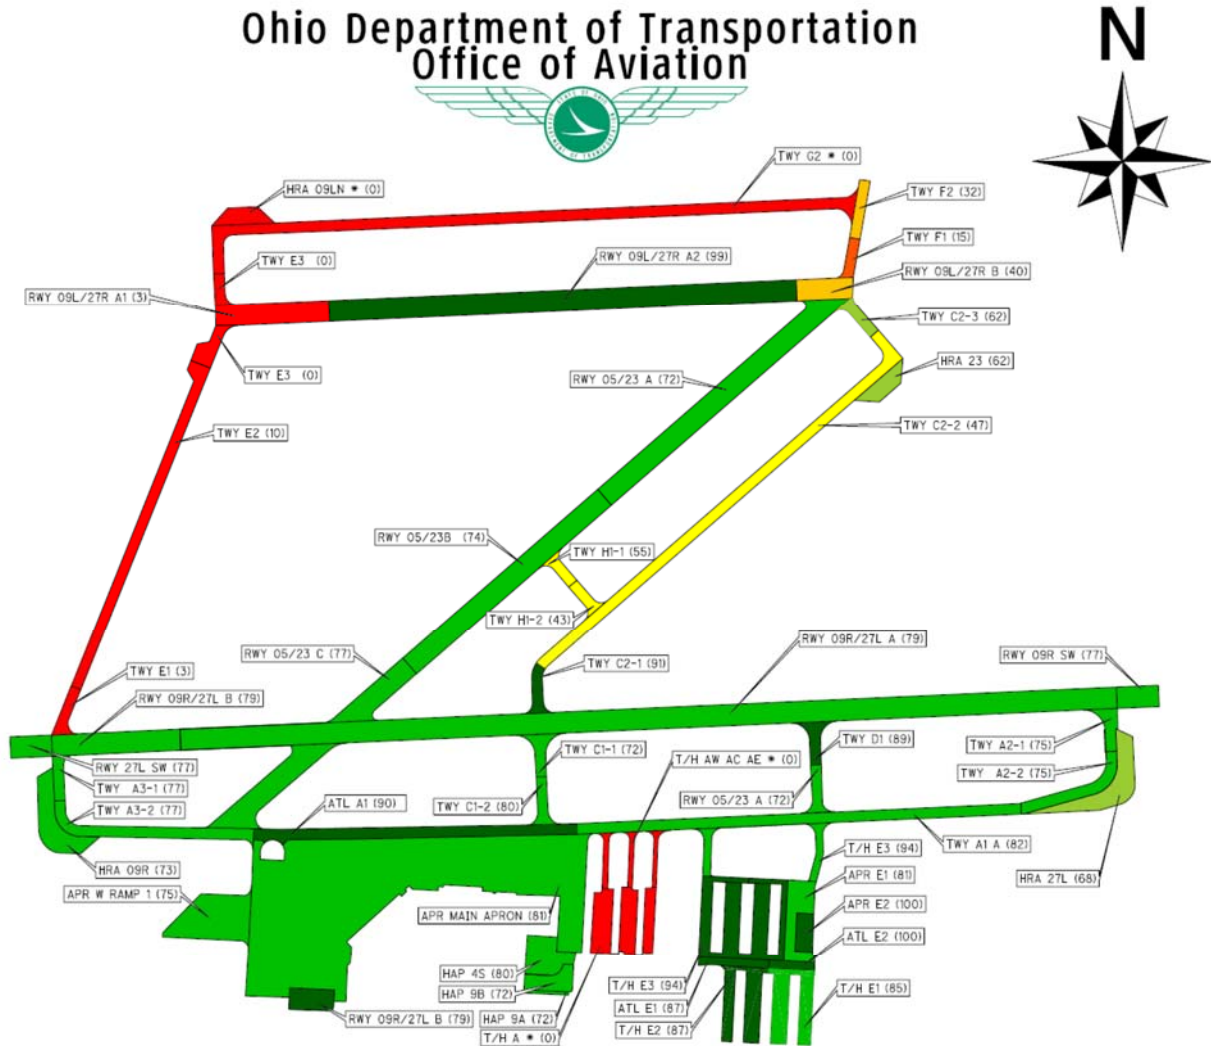 Ohio Department of Transportation
Office of Aviation
N
TWY G2 * (0)
HRA 09LN * (0)
TWY F2 (32)
TWY F1 (15)
TWY E3 (0)
RWY 09L/27R A2 (99)
RWY 09L/27R B (40)
RWY 09L/27R A1 (3)
TWY C2-3 (62)
HRA 23 (62)
TWY E3 (0)
RWY 05/23 A (72)
TWY E2 (10)
TWY C2-2 (47)
RWY 05/23B (74)
TWY H1-1 (55)
TWY H1-2 (43)
RWY 09R/27L A (79)
RWY 05/23 C (77)
RWY 09R SW (77)
TWY E1 (3)
TWY C2-1 (91)
RWY 09R/27L B (79)
TWY D1 (89)
TWY A2-1 (75)
TWY C1-1 (72)
T/H AW AC AE * (0)
RWY 27L SW (77)
TWY A2-2 (75)
TWY A3-1 (77)
RWY 05/23 A (72)
ATL A1 (90)
TWY C1-2 (80)
TWY A3-2 (77)
TWY A1 A (82)
T/H E3 (94)
HRA 09R (73)
APR E1 (81)
HRA 27L (68)
APR W RAMP 1 (75)
APR E2 (100)
APR MAIN APRON (81)
ATL E2 (100)
HAP 4S (80)
T/H E3 (94)
T/H E1 (85)
HAP 9B (72)
ATL E1 (87)
RWY 09R/27L B (79)
HAP 9A (72)
T/H E2 (87)
T/H A * (0)